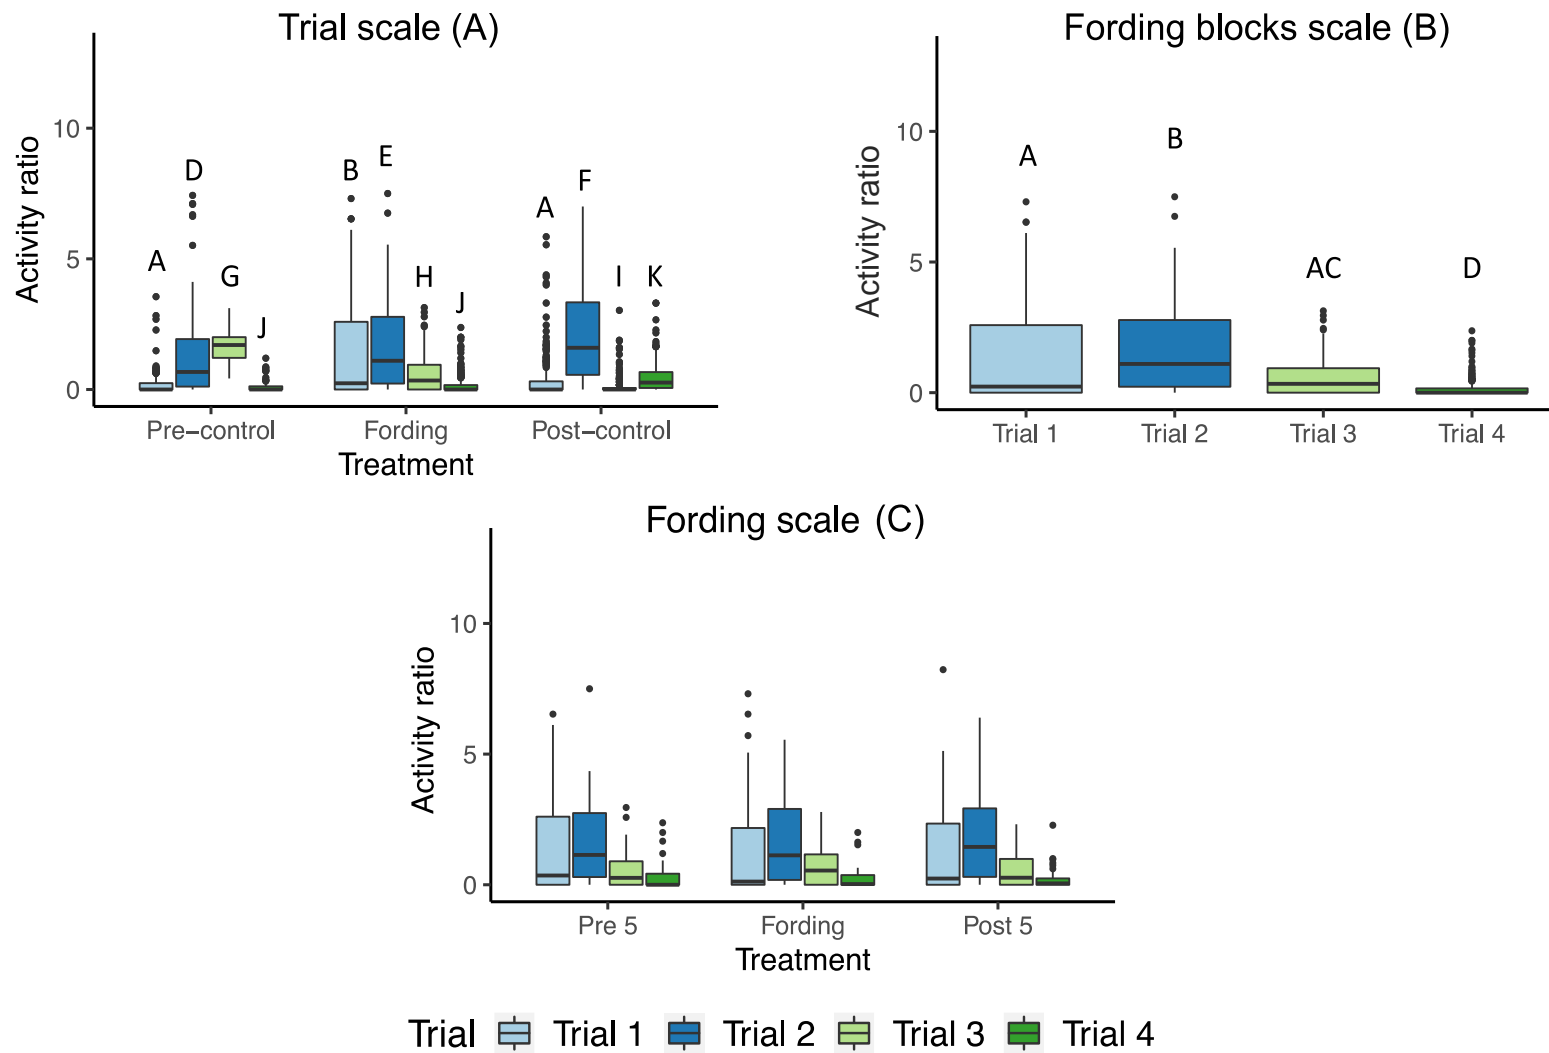 Trial scale (A)
Activity ratio
10
5
0
A
D
G
J
B
E
H
J
A
F
I
K
Pre–control
Fording
Post–control
Treatment
Fording blocks scale (B)
Activity ratio
10
5
0
A
B
AC
D
Trial 1
Trial 2
Trial 3
Trial 4
Fording scale (C)
Activity ratio
10
5
0
Pre 5
Fording
Post 5
Treatment
Trial Trial 1 Trial 2 Trial 3 Trial 4